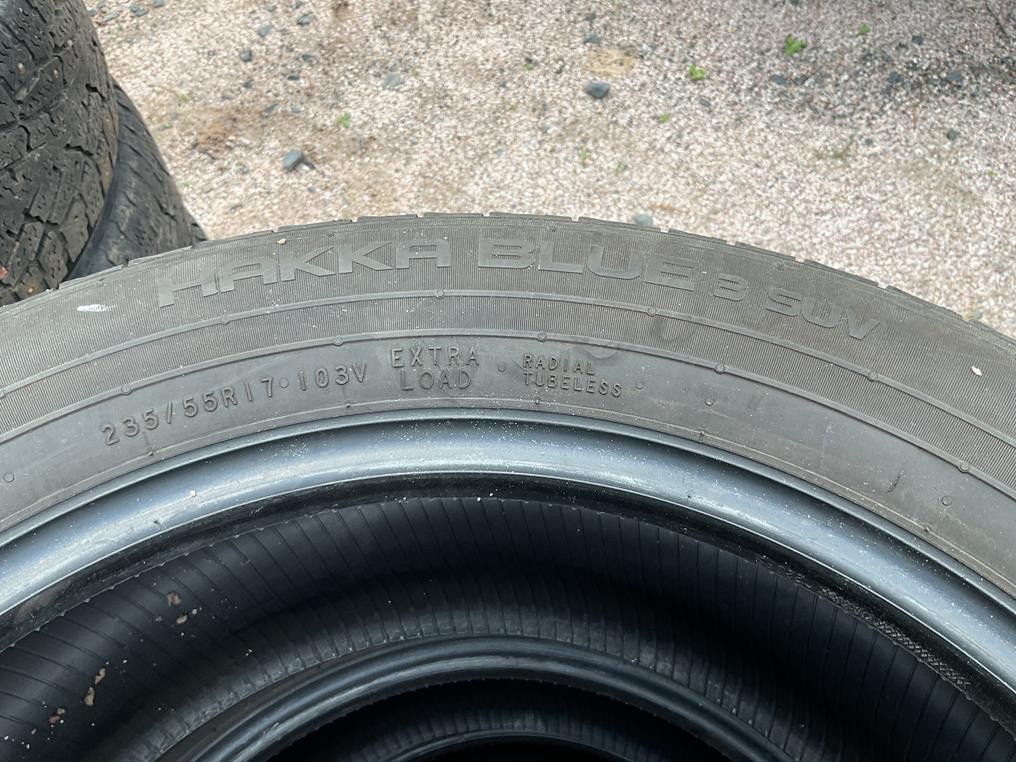 HAKKA BLUE 3 SUV
235/55R17 103V EXTRA LOAD RADIAL TUBELESS